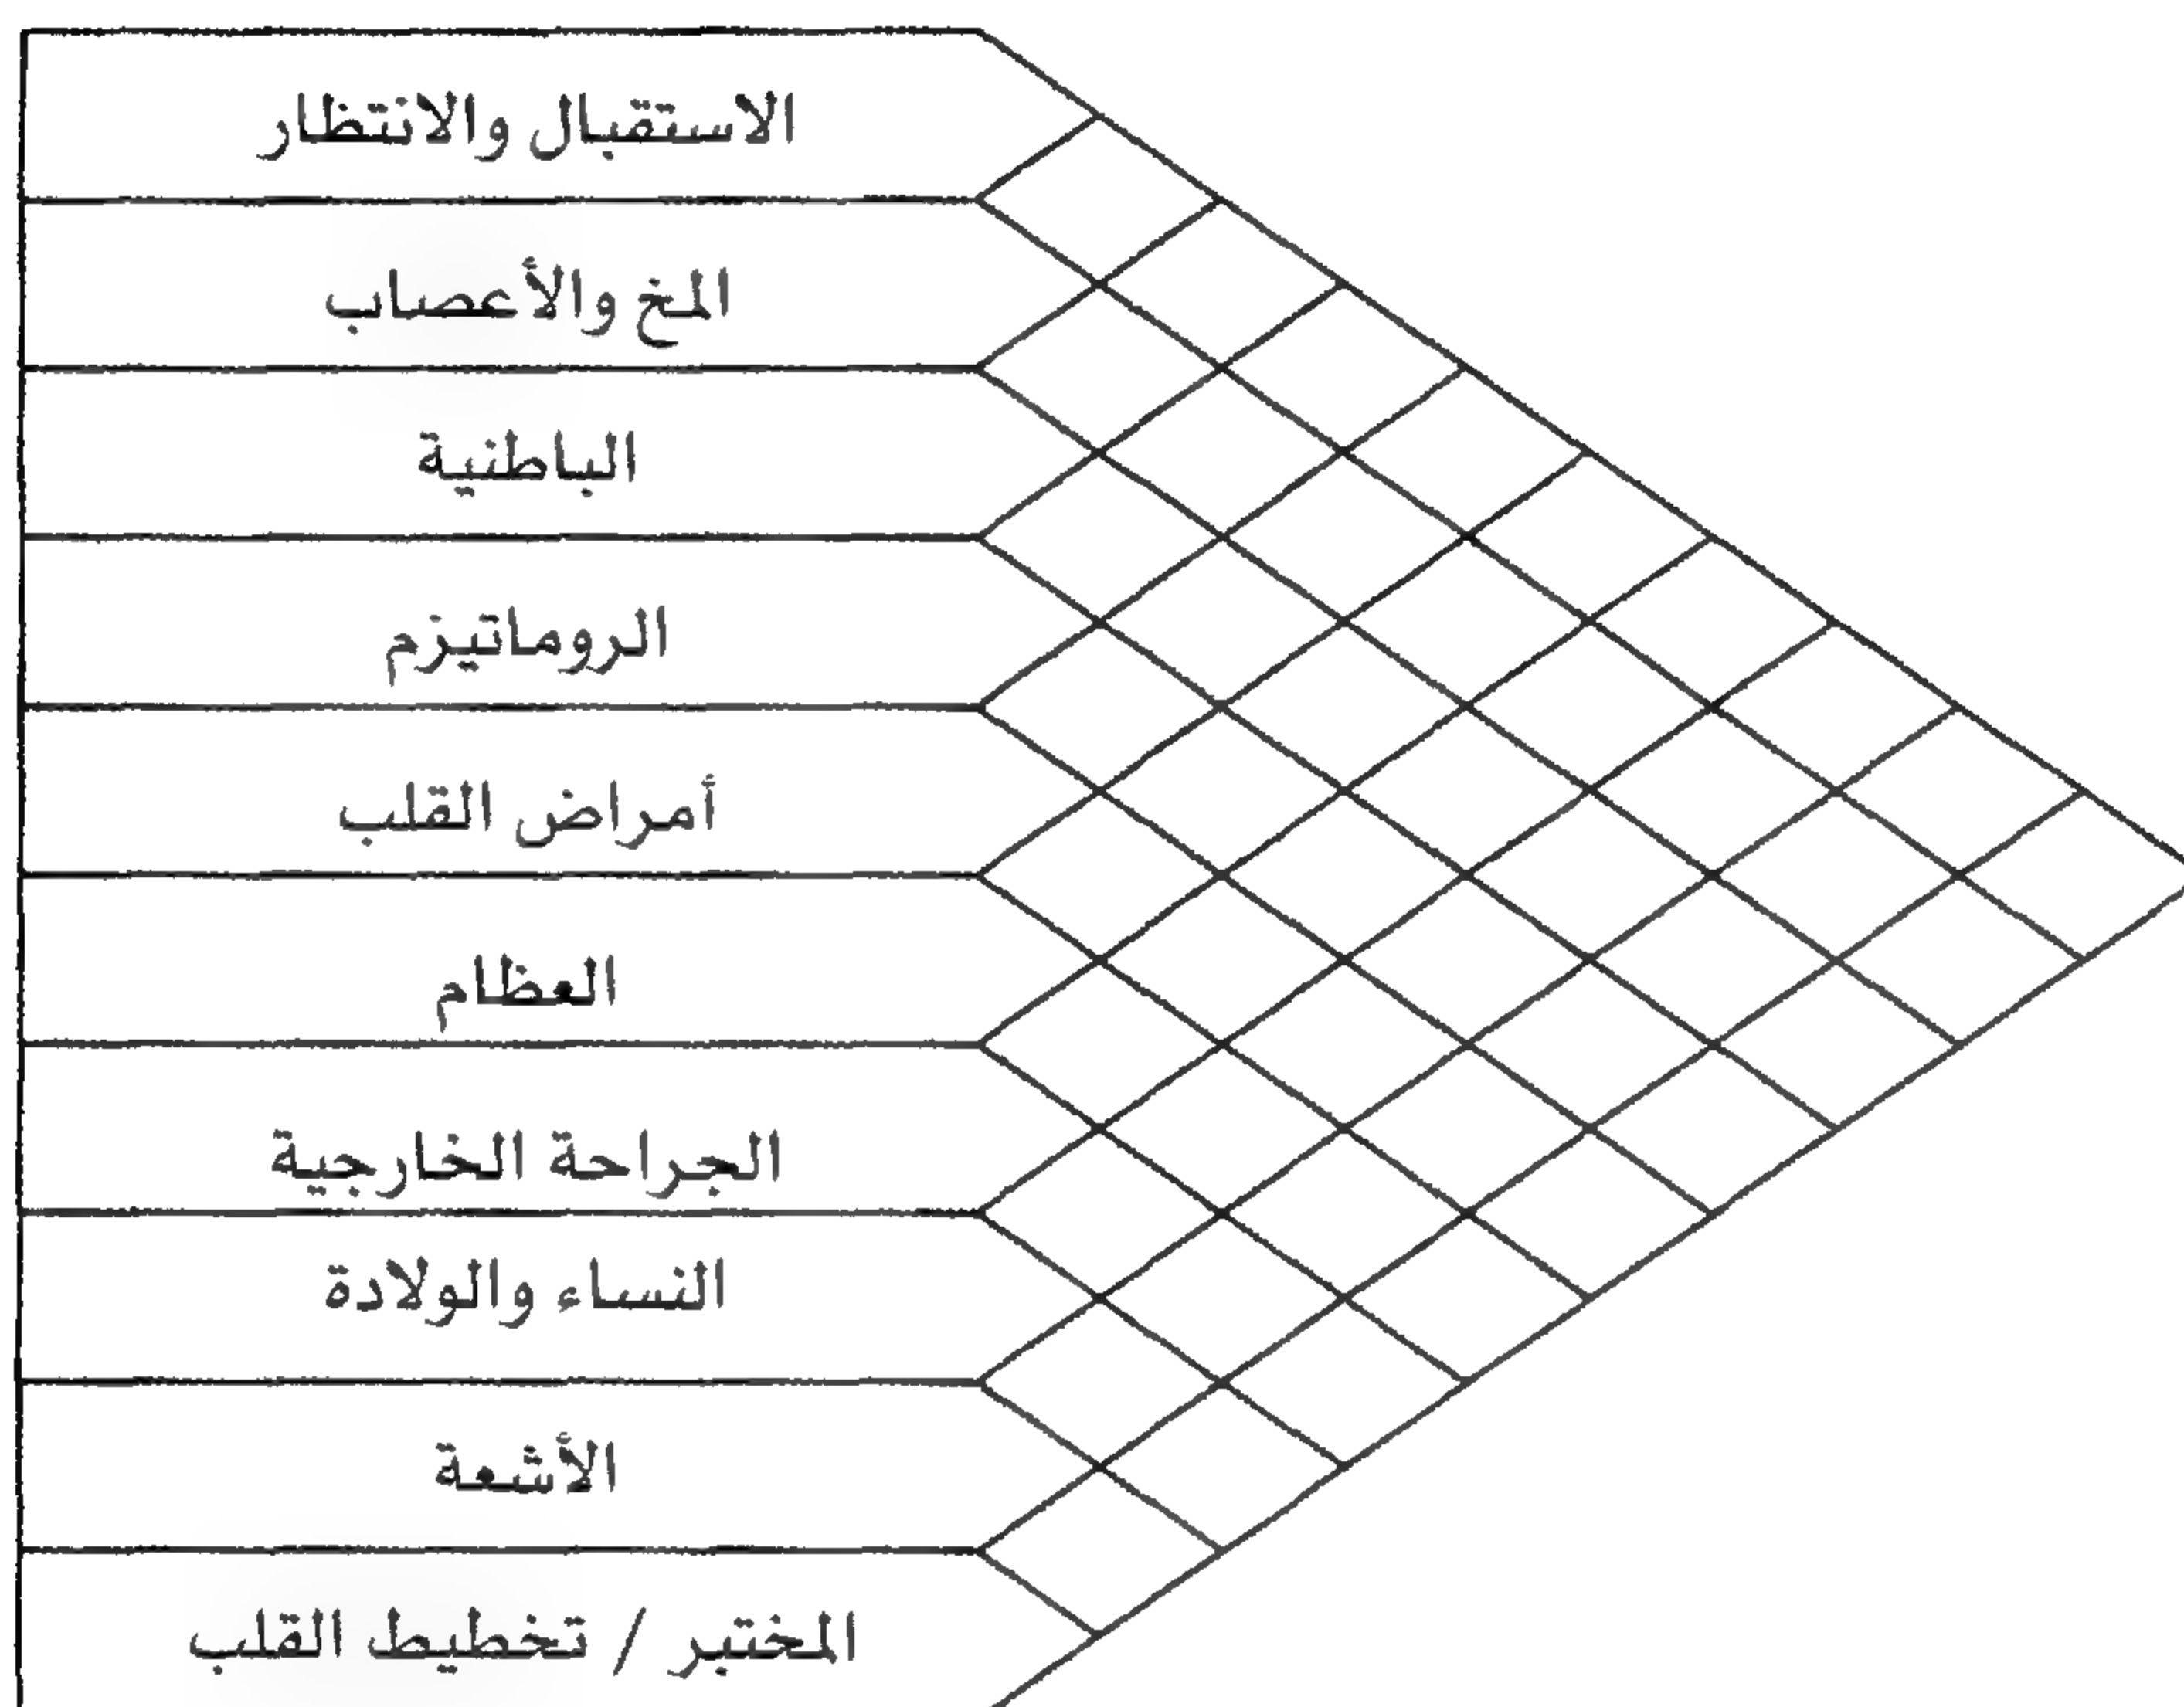 الاستقبال والانتظار
المخ والأعصاب
الباطنية
الروماتيزم
أمراض القلب
العظام
الجراحة الخارجية
النساء والولادة
الأشعة
المختبر / تخطيط القلب